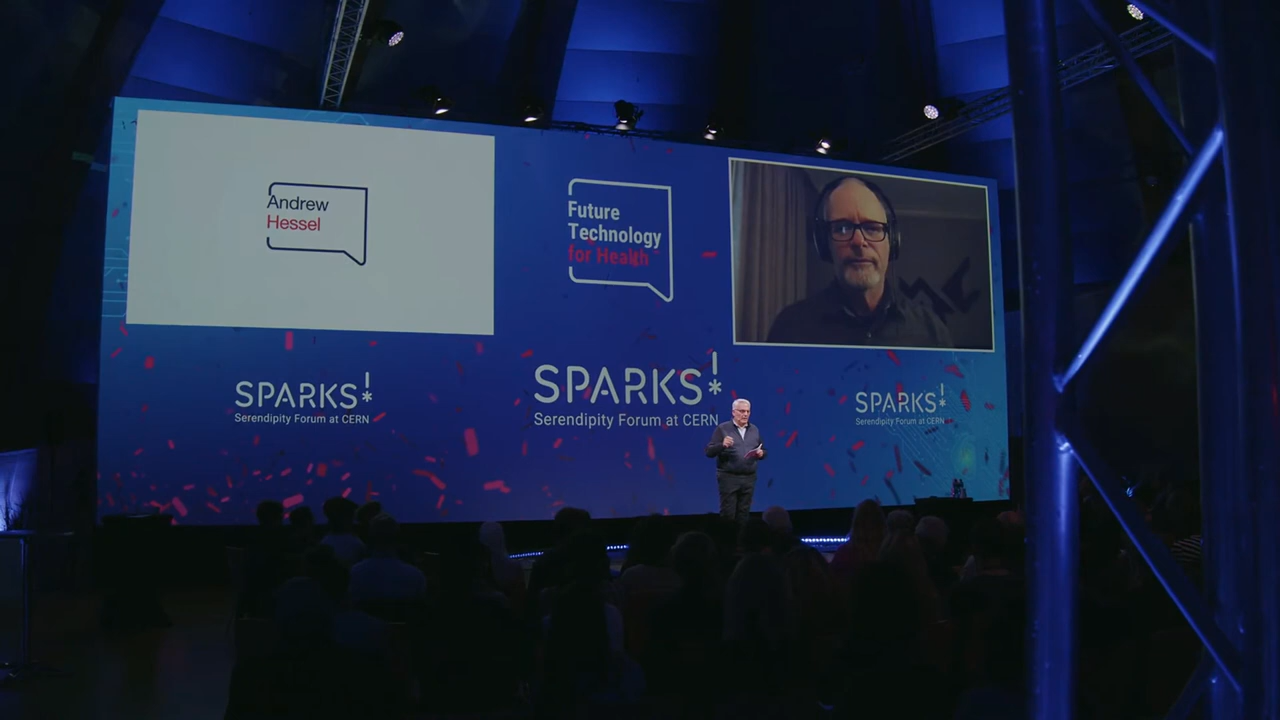 Andrew
Hessel
Future
Technology
for Health
SPARKS!
Serendipity Forum at CERN
SPARKS!
Serendipity Forum at CERN
SPARKS!
Serendipity Forum at CERN